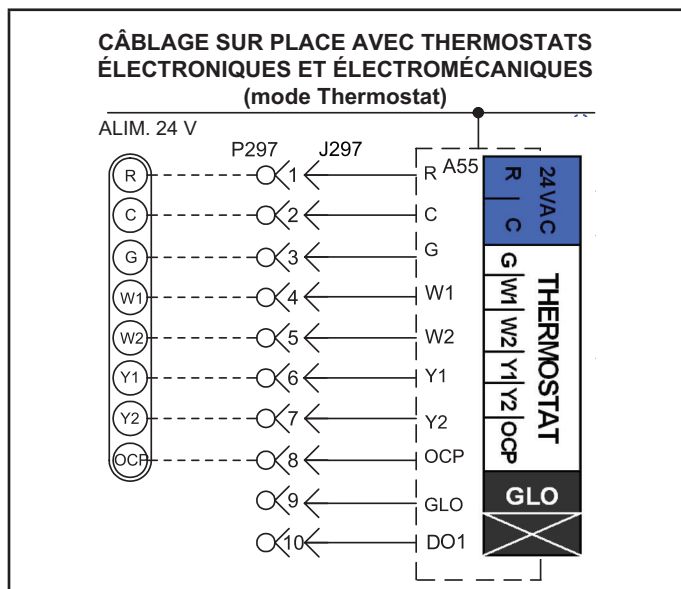 CÂBLAGE SUR PLACE AVEC THERMOSTATS
ÉLECTRONIQUES ET ÉLECTROMÉCANIQUES
(mode Thermostat)
ALIM. 24 V
P297 J297
A55
R 1 R
C 2 C
G 3 G
W1 4 W1
W2 5 W2
Y1 6 Y1
Y2 7 Y2
OCP 8 OCP
9 GLO
10 DO1
24VAC
R C
THERMOSTAT
G W1 W2 Y1 Y2 OCP
GLO